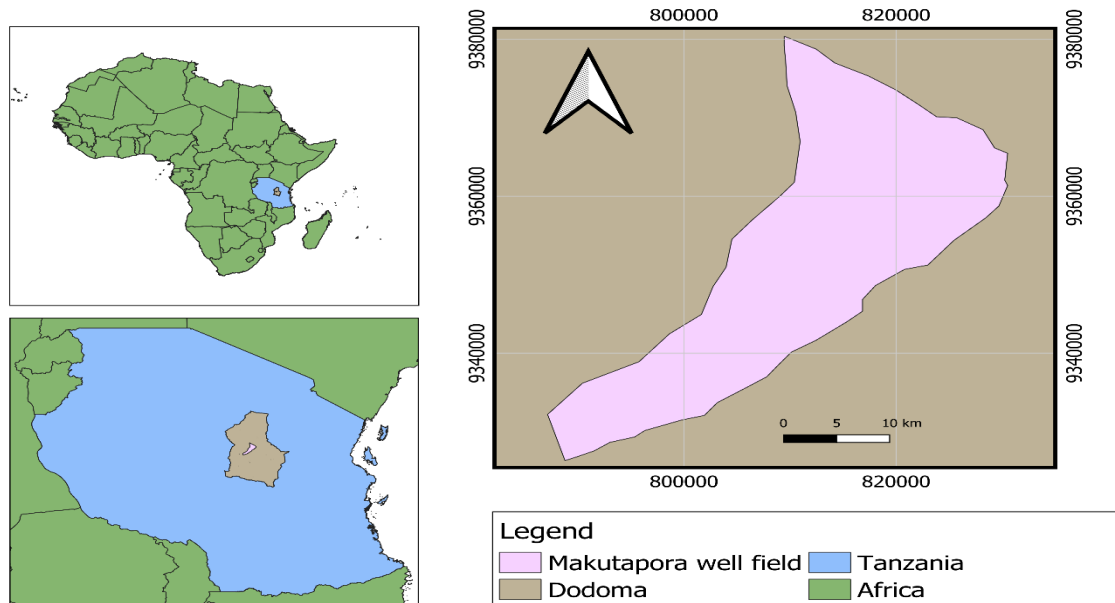 800000 820000
9380000 9380000
9360000 9360000
9340000 9340000
0 5 10 km
800000 820000
Legend
Makutapora well field Tanzania
Dodoma Africa